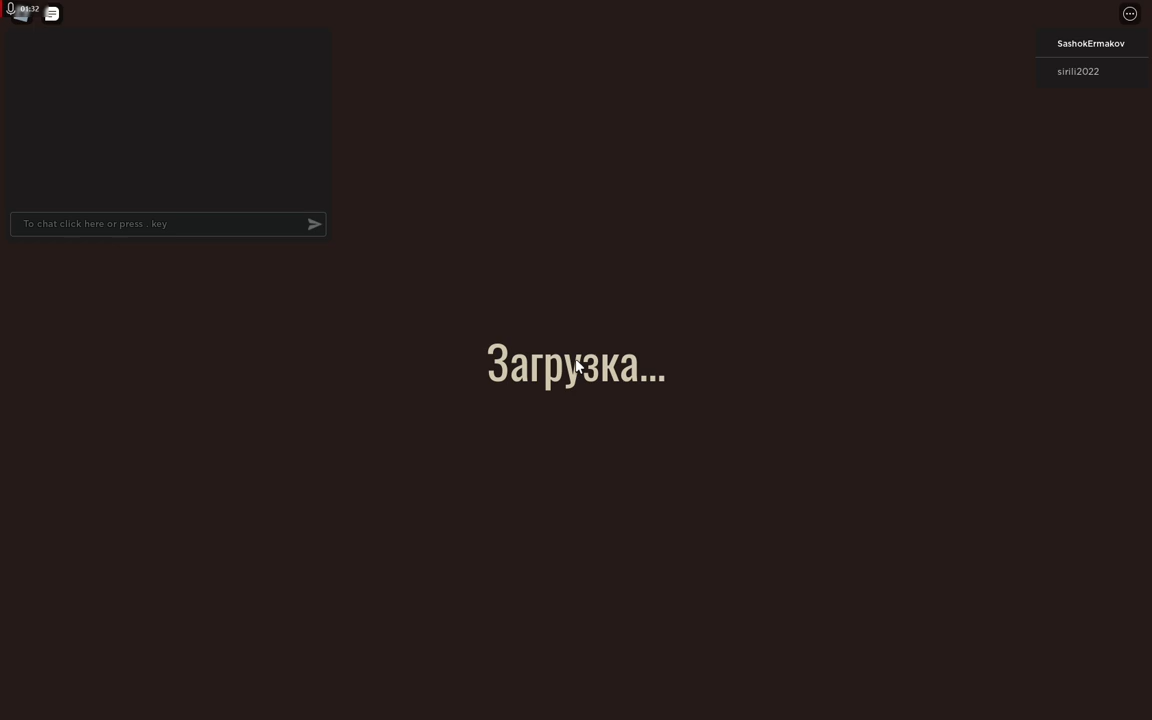 01:32
SashokErmakov
sirili2022
To chat click here or press . key
Загрузка...